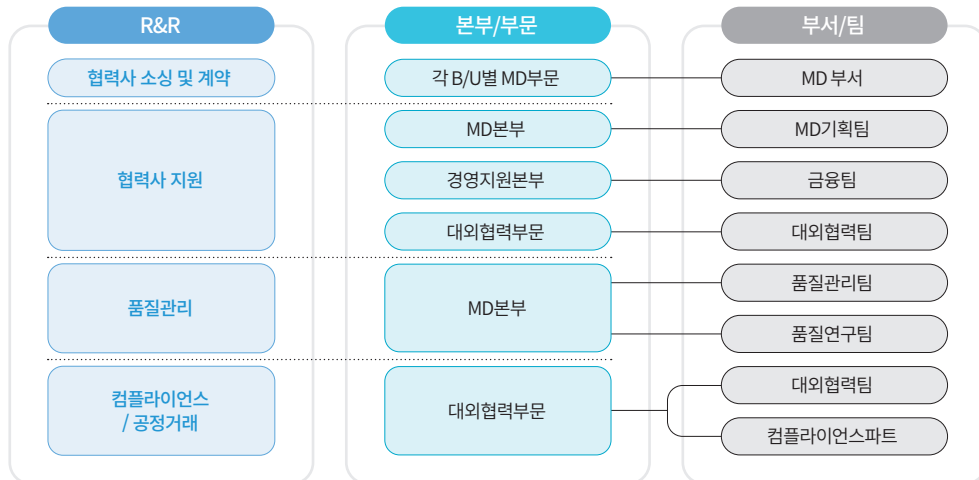 R&R
본부/부문
부서/팀
협력사 소싱 및 계약
각 B/U별 MD부문
MD 부서
협력사 지원
MD본부
MD기획팀
경영지원본부
금융팀
대외협력부문
대외협력팀
품질관리
MD본부
품질관리팀
품질연구팀
컴플라이언스
/ 공정거래
대외협력부문
대외협력팀
컴플라이언스파트